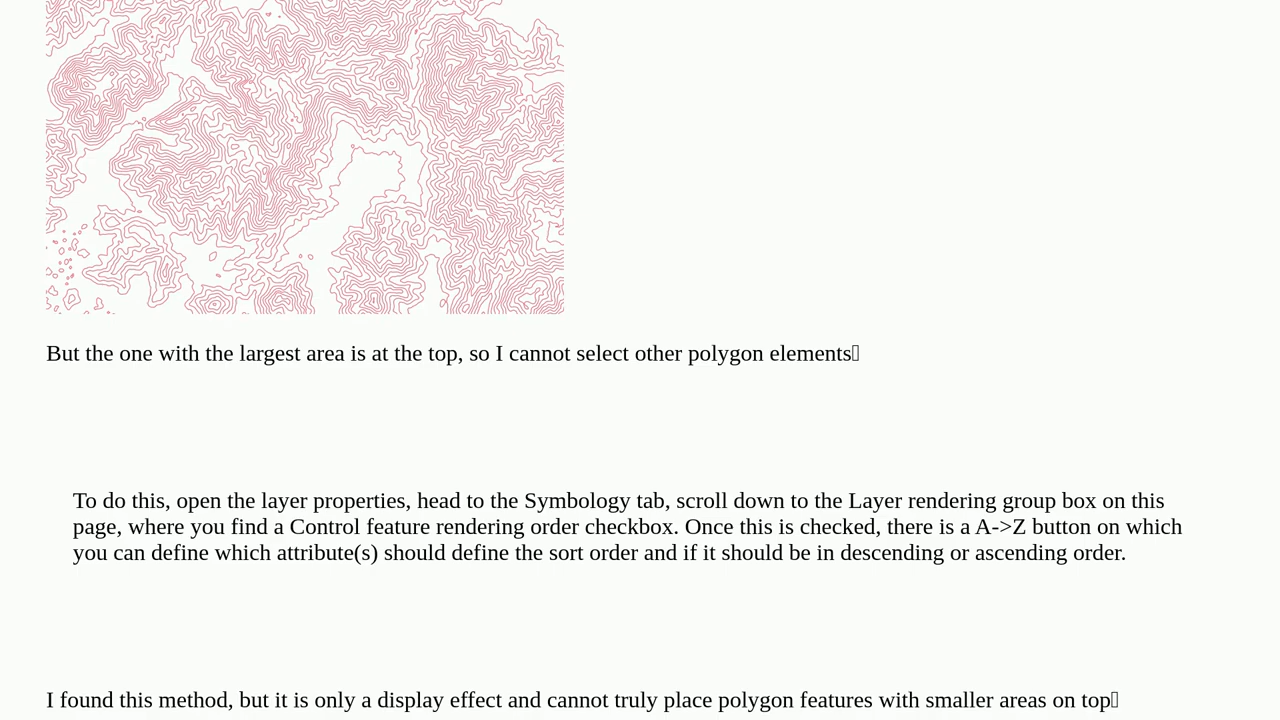 But the one with the largest area is at the top, so I cannot select other polygon elements
To do this, open the layer properties, head to the Symbology tab, scroll down to the Layer rendering group box on this
page, where you find a Control feature rendering order checkbox. Once this is checked, there is a A->Z button on which
you can define which attribute(s) should define the sort order and if it should be in descending or ascending order.
I found this method, but it is only a display effect and cannot truly place polygon features with smaller areas on top